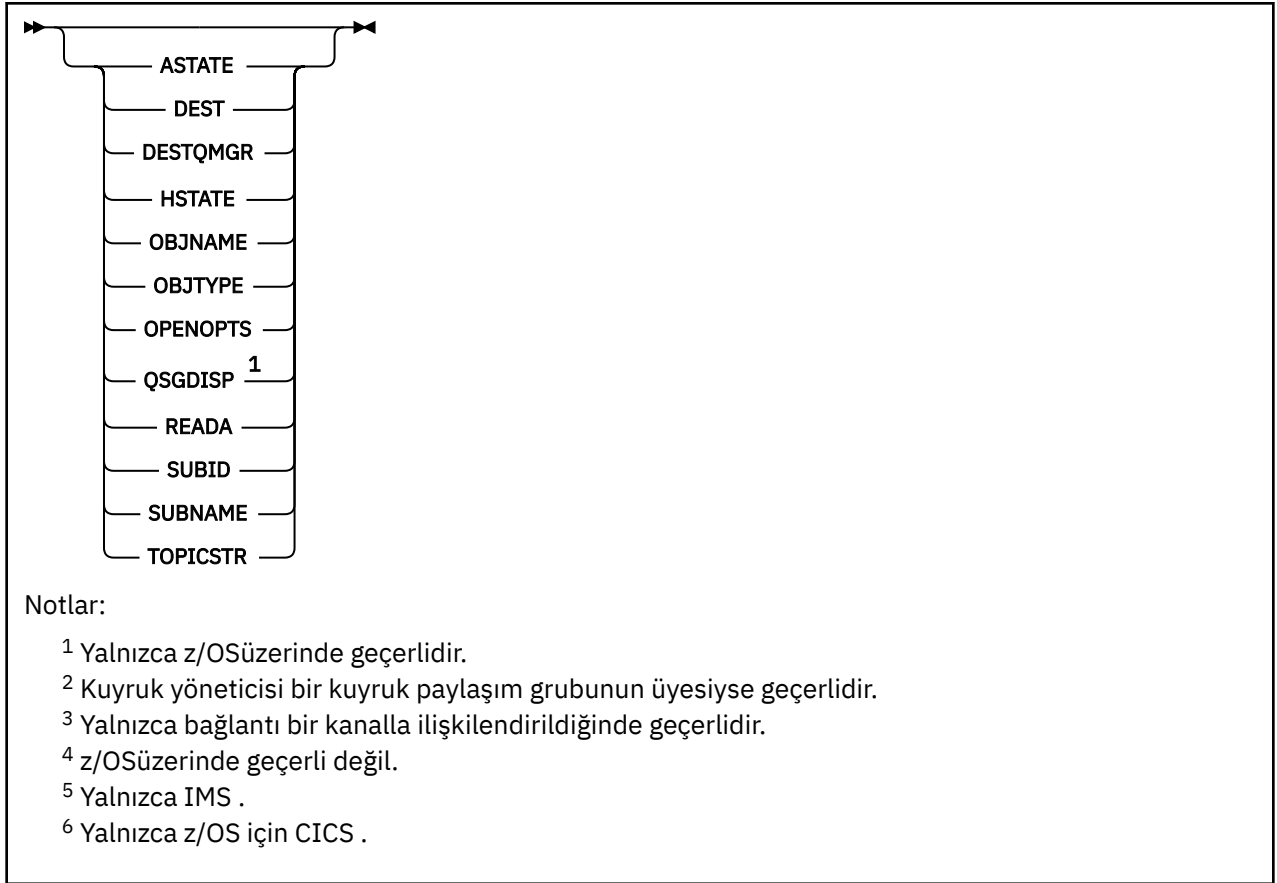 ASTATE
DEST
DESTQMGR
HSTATE
OBJNAME
OBJTYPE
OPENOPTS
QSGDISP 1
READA
SUBID
SUBNAME
TOPICSTR
Notlar:
1 Yalnızca z/OSüzerinde geçerlidir.
2 Kuyruk yöneticisi bir kuyruk paylaşım grubunun üyesiyse geçerlidir.
3 Yalnızca bağlantı bir kanalla ilişkilendirildiğinde geçerlidir.
4 z/OSüzerinde geçerli değil.
5 Yalnızca IMS .
6 Yalnızca z/OS için CICS .